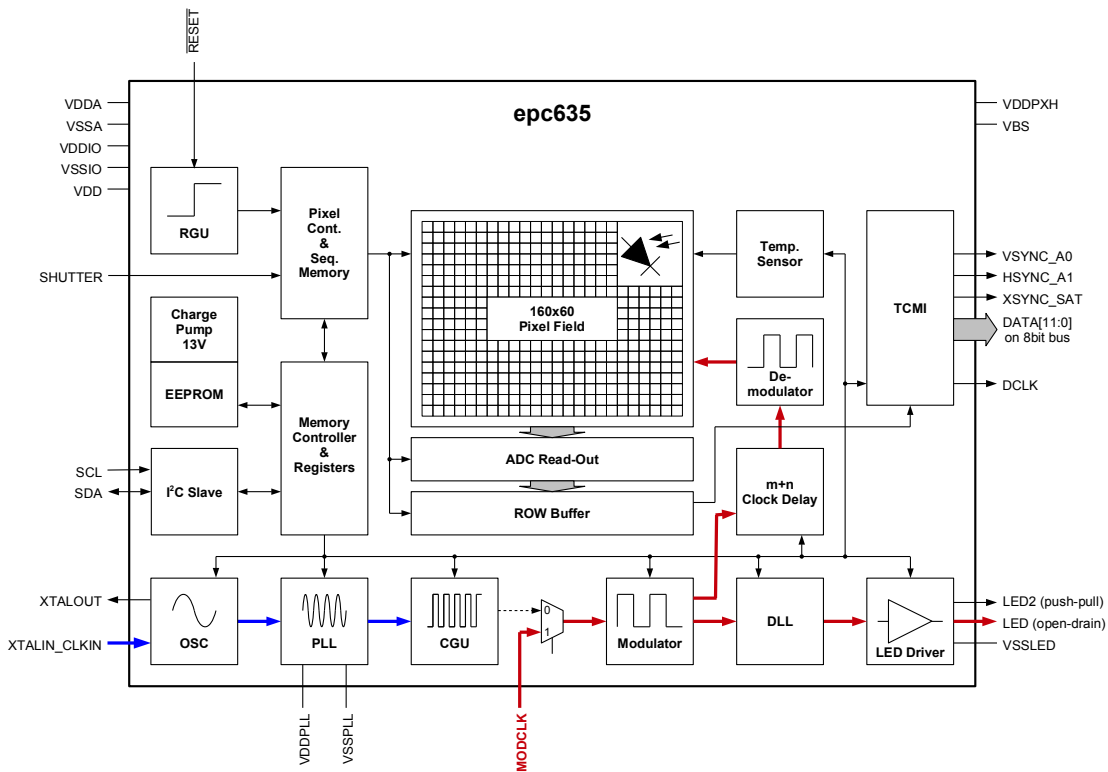 RESET
epc635
VDDA
VSSA
VDDIO
VSSIO
VDD
VDDPXH
VBS
RGU
Pixel
Cont.
&
Seq.
Memory
SHUTTER
160x60
Pixel Field
Temp.
Sensor
TCMI
VSYNC_A0
HSYNC_A1
XSYNC_SAT
DATA[11:0]
on 8bit bus
DCLK
Charge
Pump
13V
EEPROM
De-
modulator
Memory
Controller
&
Registers
ADC Read-Out
SCL
SDA
I²C Slave
ROW Buffer
m+n
Clock Delay
XTALOUT
XTALIN_CLKIN
OSC
PLL
CGU
0
1
Modulator
DLL
LED Driver
LED2 (push-pull)
LED (open-drain)
VSSLED
VDDPLL
VSSPLL
MODCLK